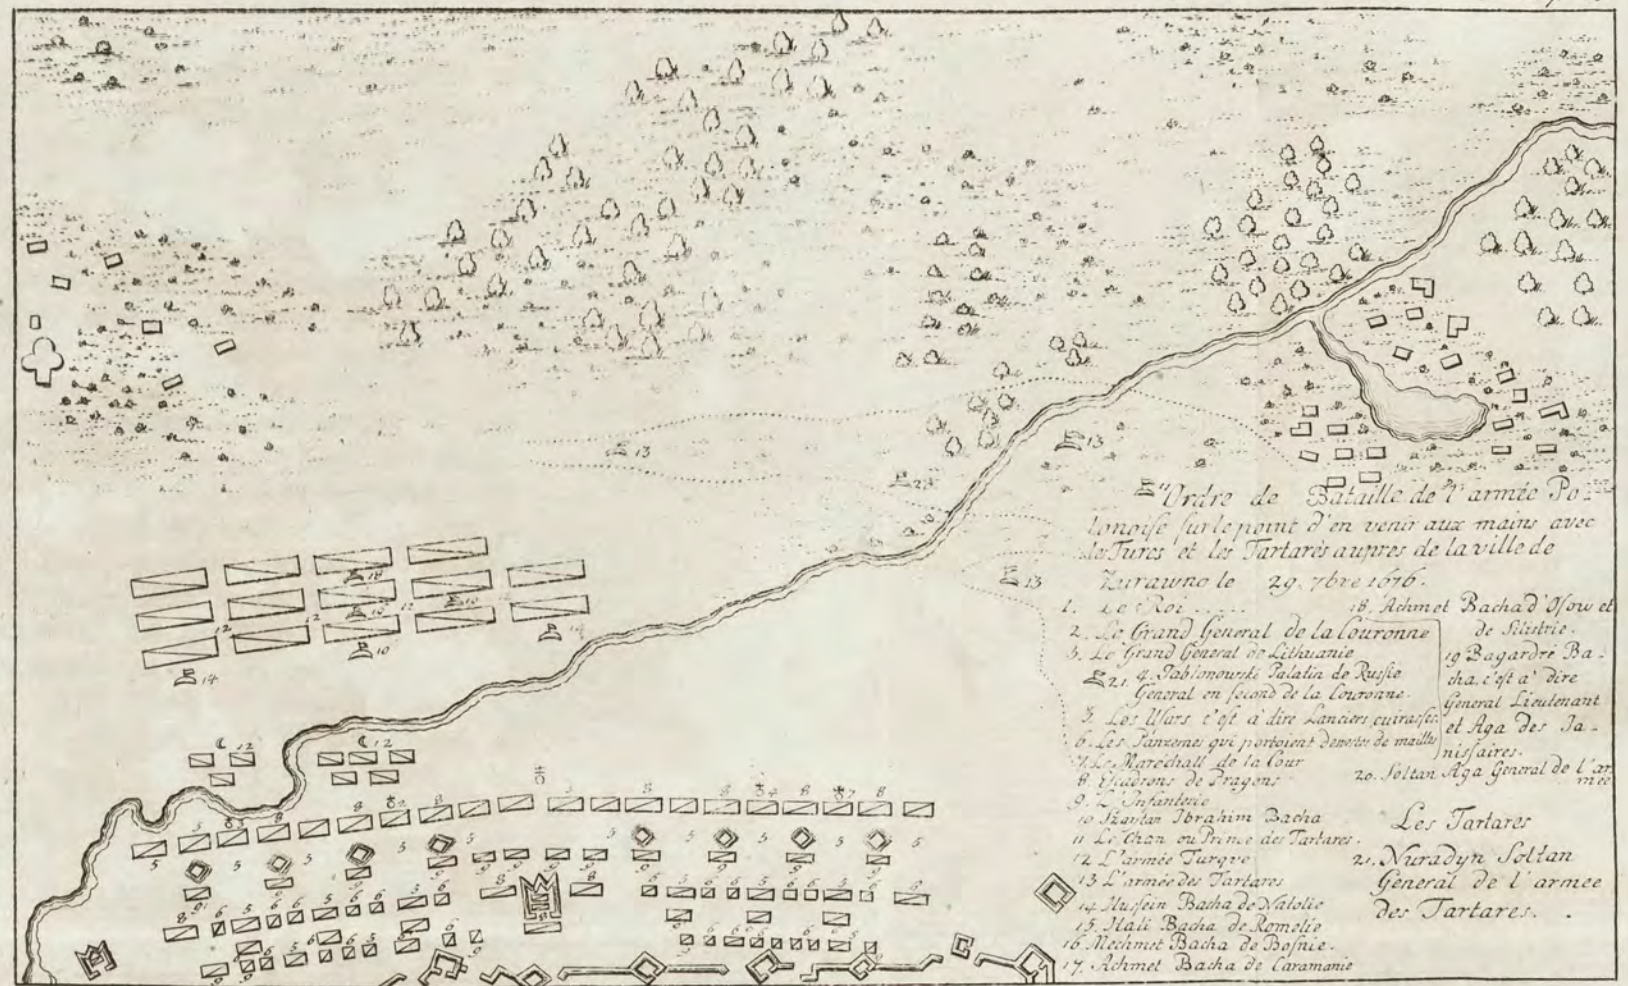 Ordre de Bataille de l'armée Po-
lonoise sur le point d'en venir aux mains avec
les Turcs et les Tartares aupres de la ville de
Zurawno le 29. 7bre 1676.
1. Le Roi .....
2. Le Grand General de la Couronne
3. Le Grand General de Lithuanie
4. Jablonowski Palatin de Russie
General en second de la Couronne.
5. Les Usars c'est à dire Lanciers cuirasses
6. Les Panzernes qui portoient de mailles
7. Le Maréchall de la Cour
8. Escadrons de Dragons
9. L'Infanterie
10 Ibrahim Bacha
11 Le Chan ou Prince des Tartares.
12 L'armée Turque
13 L'armée des Tartares
14 Hussein Bacha de Natolie
15. Hali Bacha de Romelie
16 Mechmet Bacha de Bosnie.
17. Achmet Bacha de Caramanie
18. Achmet Bacha d'Osow et
de Silistrie.
19 Bagardre Ba-
cha c'est a' dire
General Lieutenant
et Aga des Ja-
nissaires.
20. Soltan Aga General de l'ar
mée
Les Tartares
21. Nuradyn Soltan
General de l'armee
des Tartares.